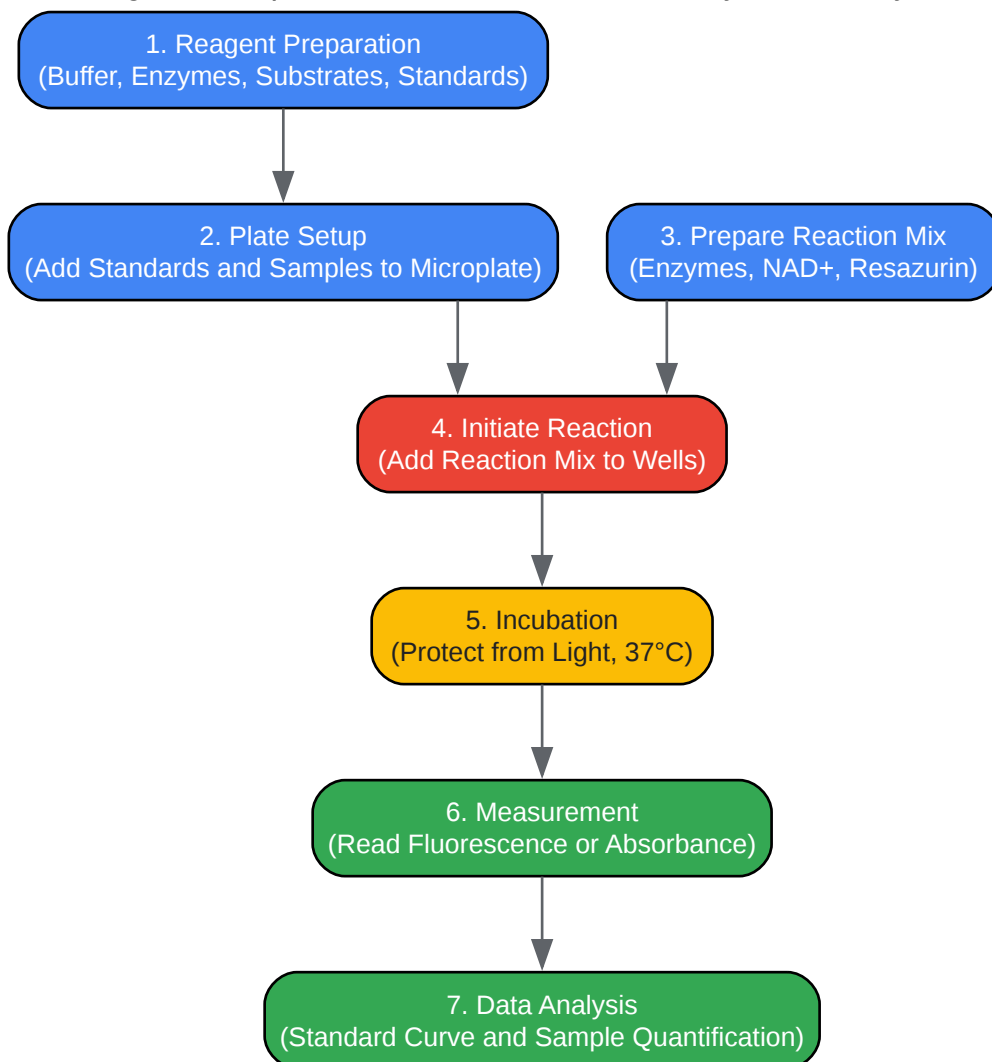 1. Reagent Preparation
(Buffer, Enzymes, Substrates, Standards)
2. Plate Setup
(Add Standards and Samples to Microplate)
3. Prepare Reaction Mix
(Enzymes, NAD+, Resazurin)
4. Initiate Reaction
(Add Reaction Mix to Wells)
5. Incubation
(Protect from Light, 37°C)
6. Measurement
(Read Fluorescence or Absorbance)
7. Data Analysis
(Standard Curve and Sample Quantification)